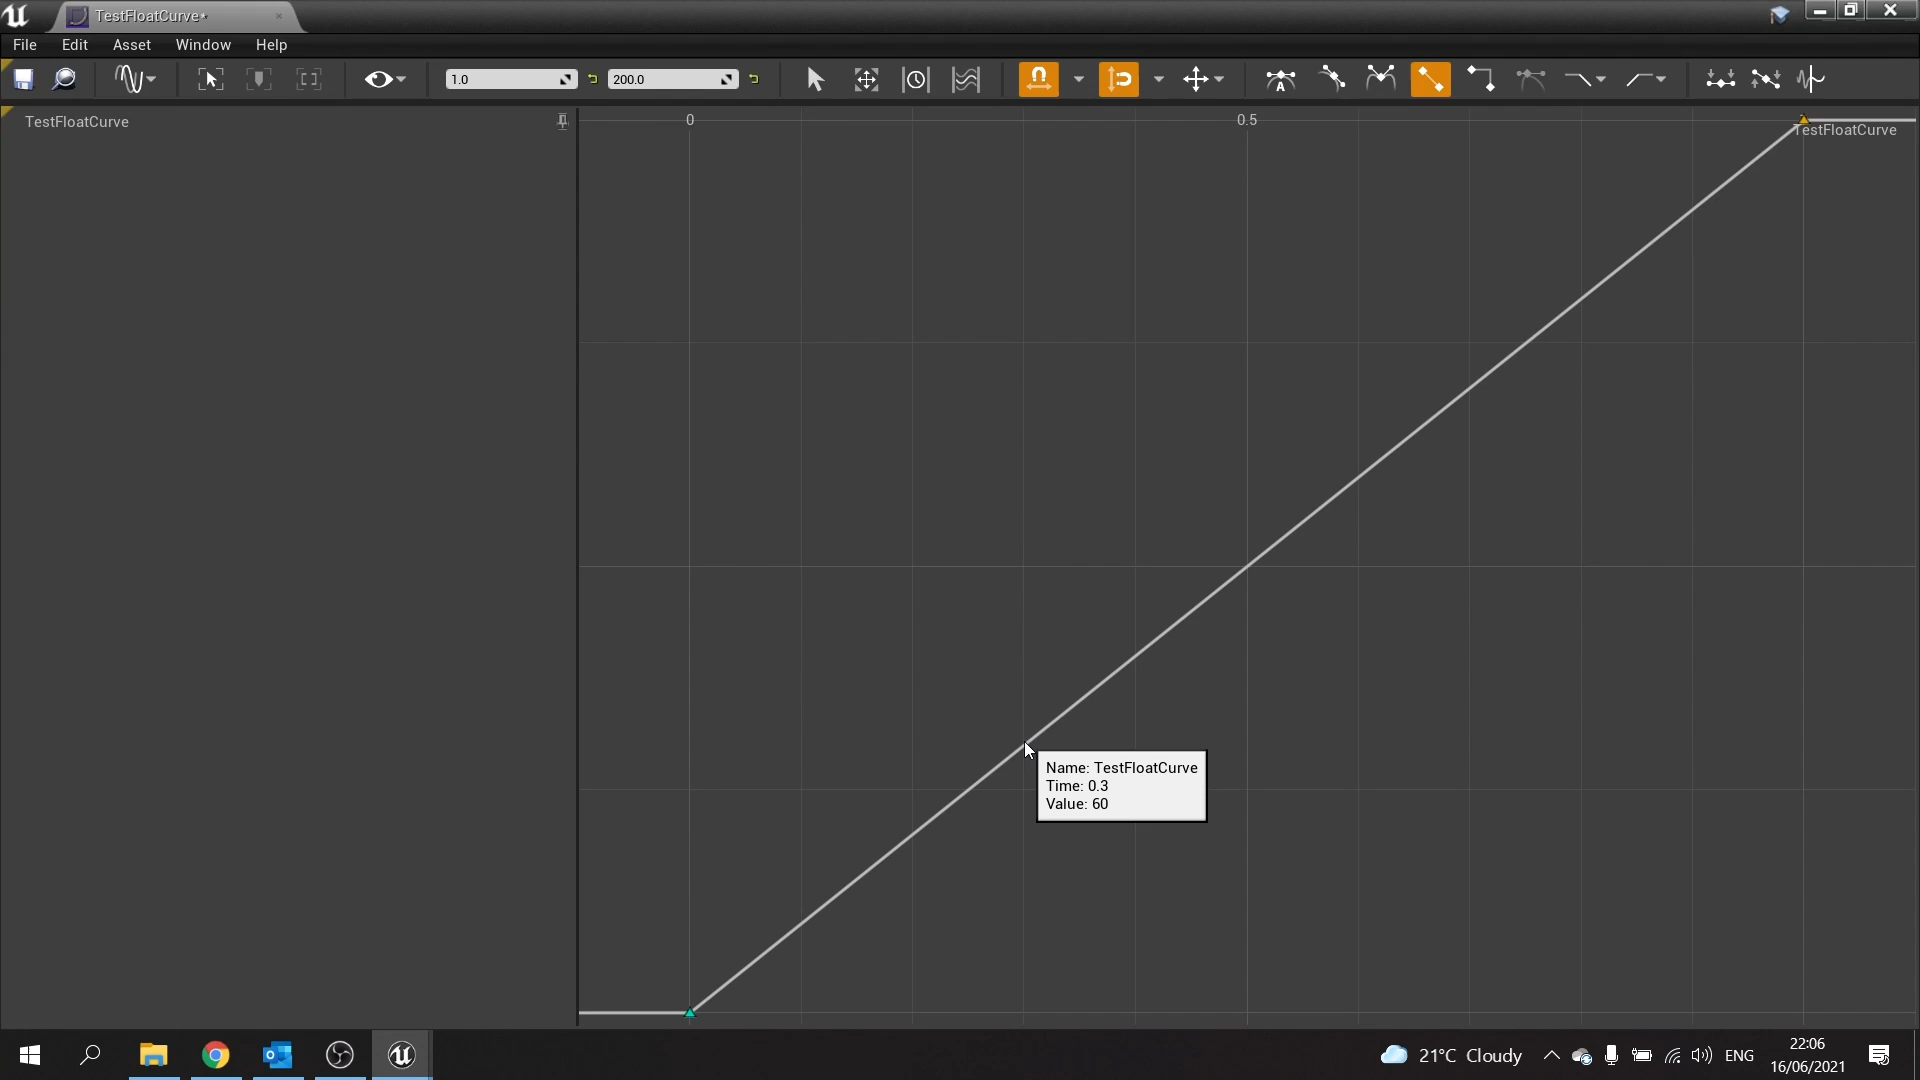 TestFloatCurve*
File Edit Asset Window Help
1.0 200.0
TestFloatCurve
0 0.5
TestFloatCurve
Name: TestFloatCurve
Time: 0.3
Value: 60
21°C Cloudy ENG
22:06
16/06/2021